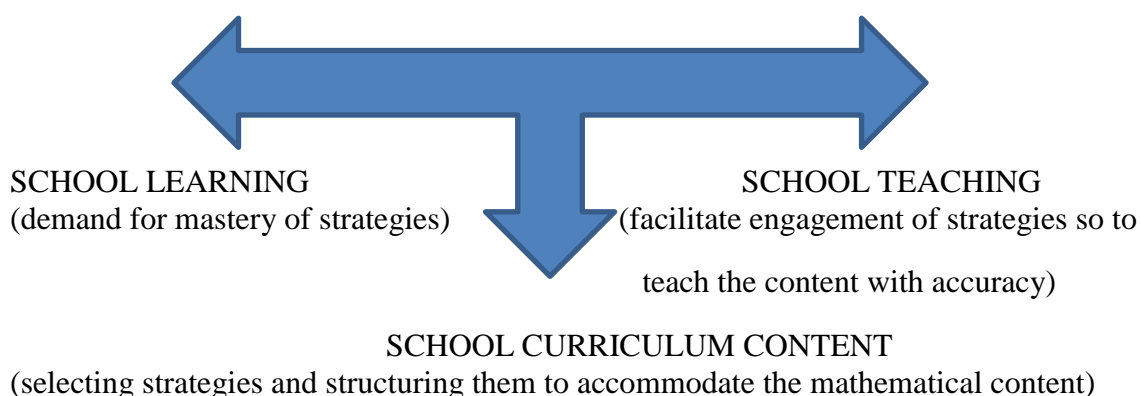 SCHOOL LEARNING
SCHOOL TEACHING
(demand for mastery of strategies)
(facilitate engagement of strategies so to
teach the content with accuracy)
SCHOOL CURRICULUM CONTENT
(selecting strategies and structuring them to accommodate the mathematical content)